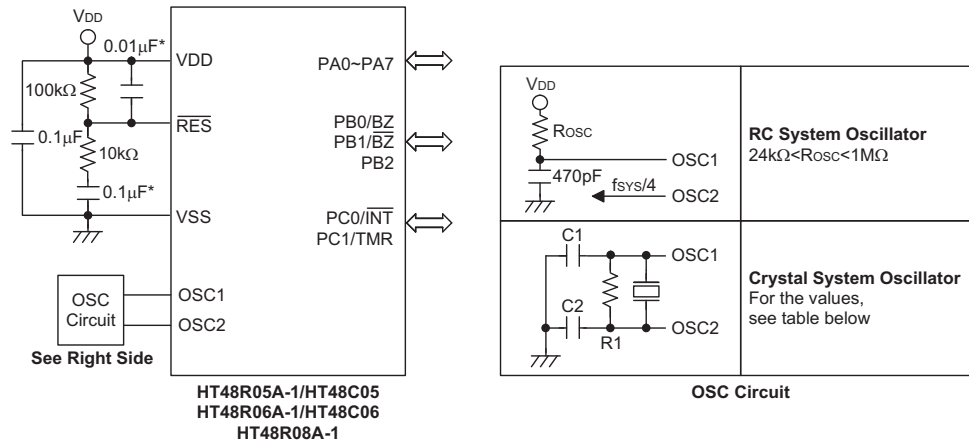 VDD
0.01µF*
VDD
100kΩ
RES
0.1µF
10kΩ
0.1µF*
VSS
PA0~PA7
PB0/BZ
PB1/BZ
PB2
PC0/INT
PC1/TMR
OSC
Circuit
OSC1
OSC2
See Right Side
HT48R05A-1/HT48C05
HT48R06A-1/HT48C06
HT48R08A-1
VDD
ROSC
OSC1
470pF
fSYS/4
OSC2
RC System Oscillator
24kΩ<ROSC<1MΩ
C1
OSC1
C2
R1
OSC2
Crystal System Oscillator
For the values,
see table below
OSC Circuit